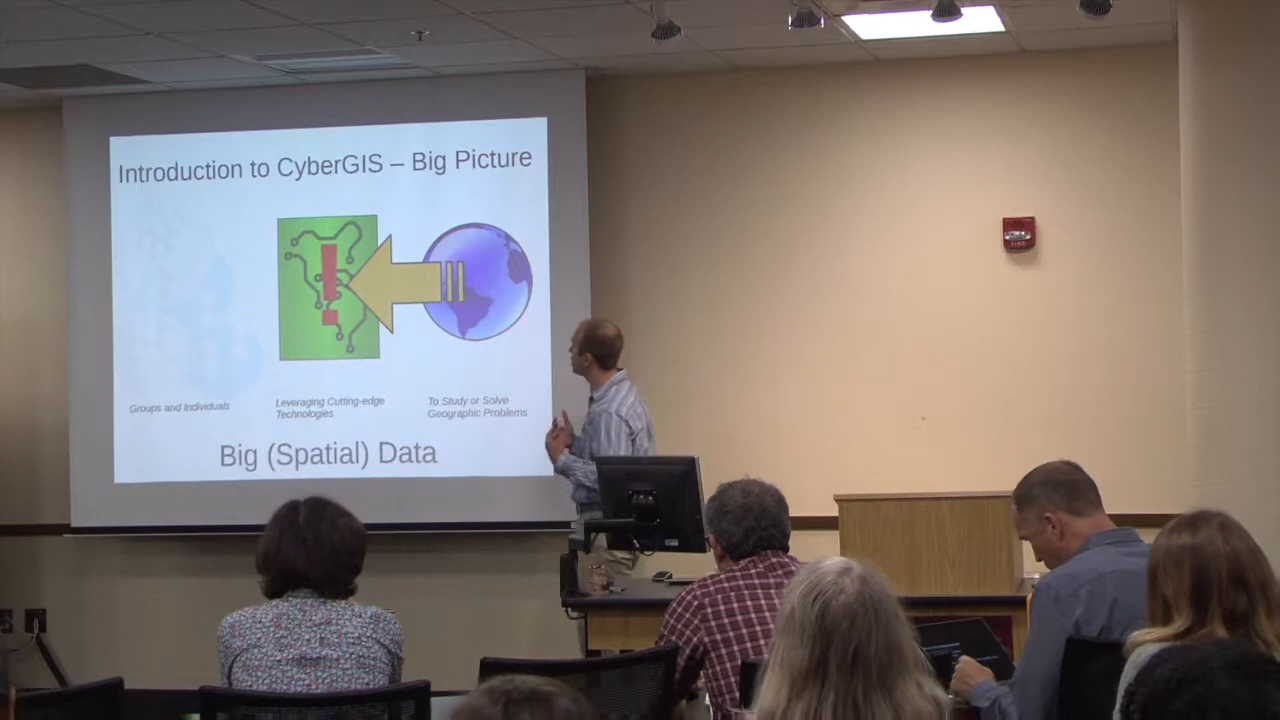 Introduction to CyberGIS – Big Picture
Groups and Individuals
Leveraging Cutting-edge
Technologies
To Study or Solve
Geographic Problems
Big (Spatial) Data
FIRE